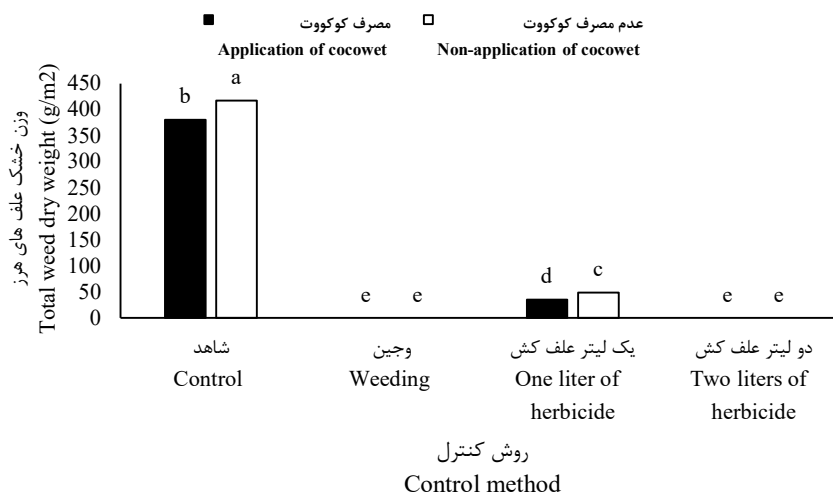 مصرف کوکووت
عدم مصرف کوکووت
Application of cocowet
Non-application of cocowet
وزن خشک علف های هرز
Total weed dry weight (g/m2)
450
400
350
300
250
200
150
100
50
0
b
a
e
e
d
c
e
e
شاهد
وجین
یک لیتر علف کش
دو لیتر علف کش
Control
Weeding
One liter of
Two liters of
herbicide
herbicide
روش کنترل
Control method